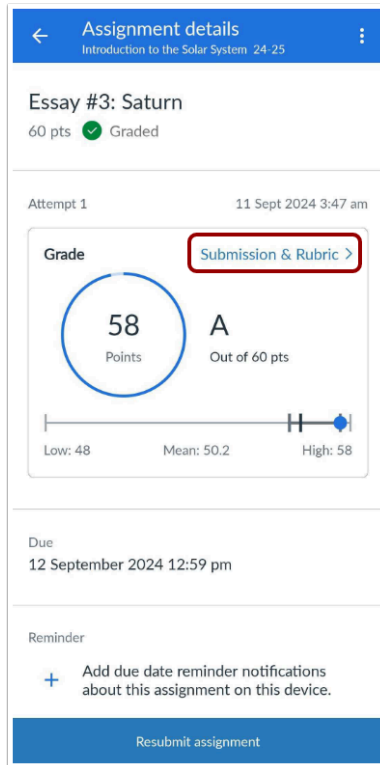 Assignment details
Introduction to the Solar System 24-25
Essay #3: Saturn
60 pts Graded
Attempt 1 11 Sept 2024 3:47 am
Grade Submission & Rubric >
58 A
Points Out of 60 pts
Low: 48 Mean: 50.2 High: 58
Due
12 September 2024 12:59 pm
Reminder
+ Add due date reminder notifications
about this assignment on this device.
Resubmit assignment